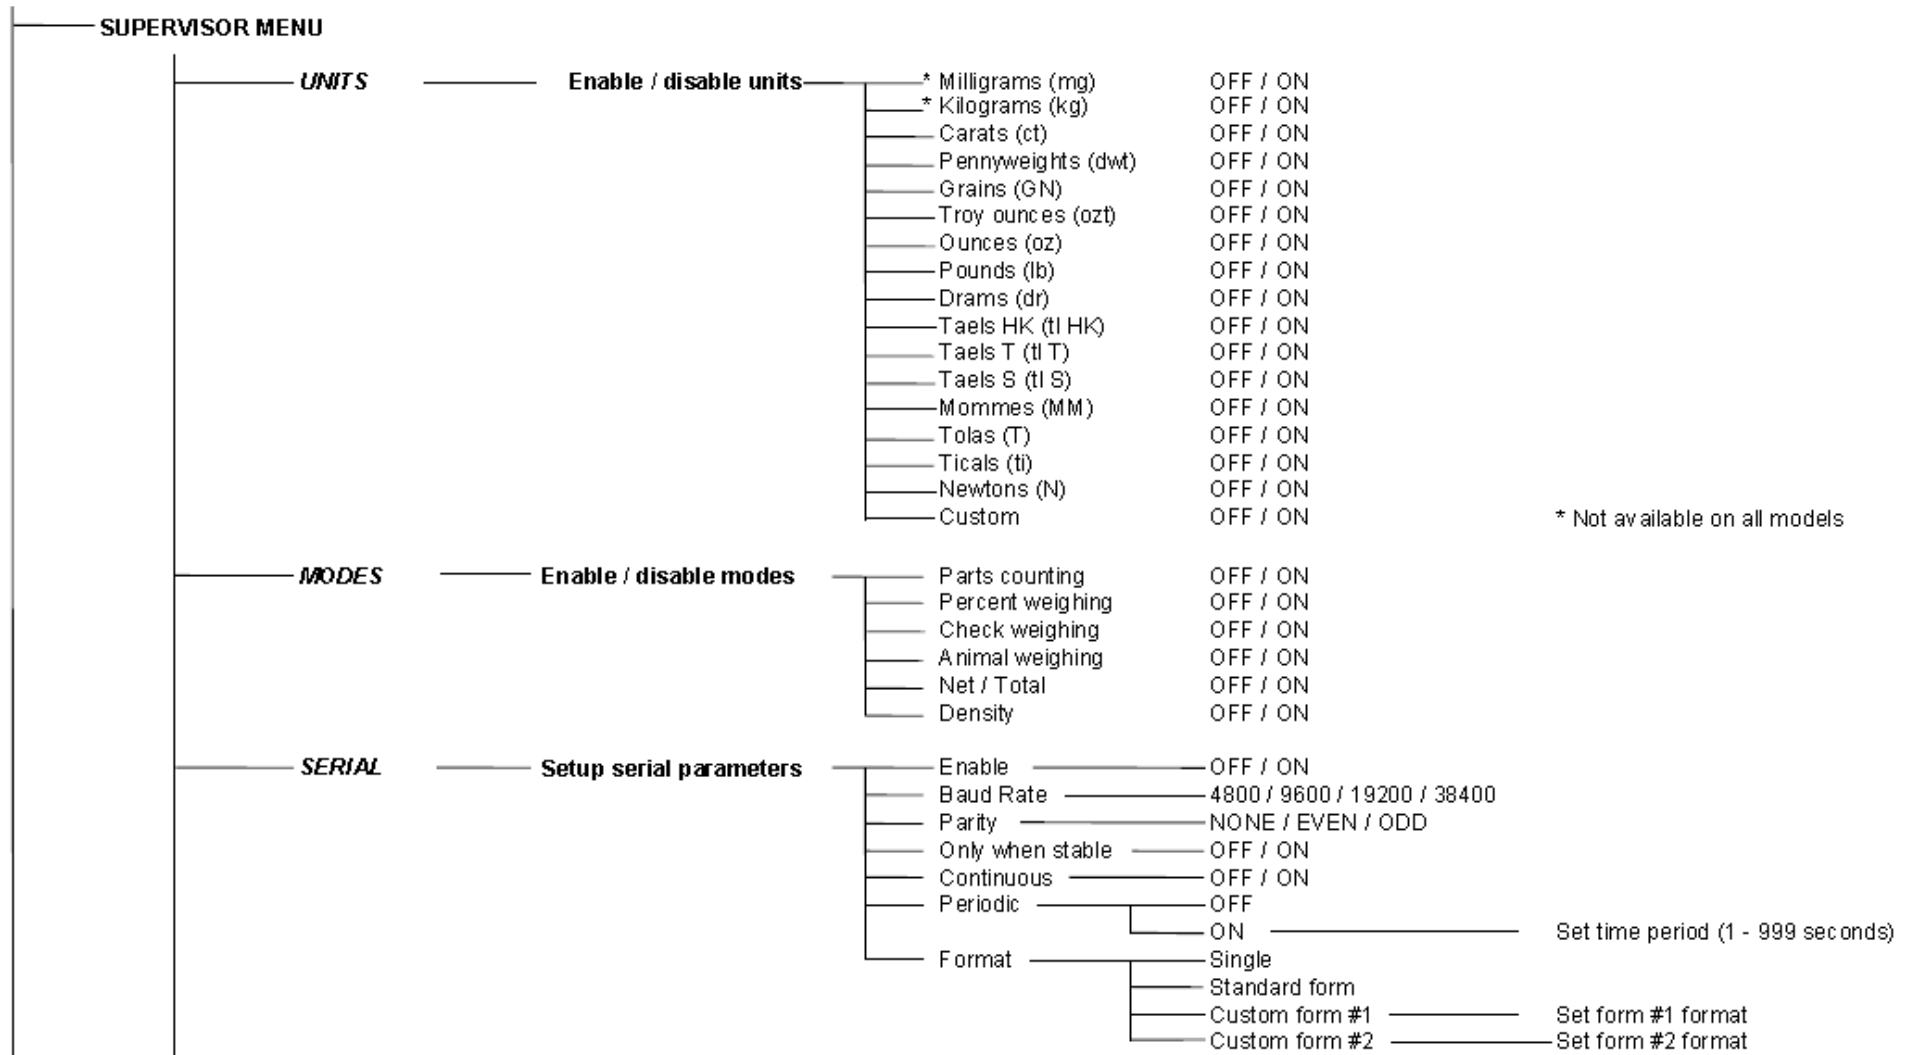 SUPERVISOR MENU
UNITS Enable / disable units * Milligrams (mg) OFF / ON
* Kilograms (kg) OFF / ON
Carats (ct) OFF / ON
Pennyweights (dwt) OFF / ON
Grains (GN) OFF / ON
Troy ounces (ozt) OFF / ON
Ounces (oz) OFF / ON
Pounds (lb) OFF / ON
Drams (dr) OFF / ON
Taels HK (tl HK) OFF / ON
Taels T (tl T) OFF / ON
Taels S (tl S) OFF / ON
Mommes (MM) OFF / ON
Tolas (T) OFF / ON
Ticals (ti) OFF / ON
Newtons (N) OFF / ON
Custom OFF / ON * Not available on all models
MODES Enable / disable modes Parts counting OFF / ON
Percent weighing OFF / ON
Check weighing OFF / ON
Animal weighing OFF / ON
Net / Total OFF / ON
Density OFF / ON
SERIAL Setup serial parameters Enable OFF / ON
Baud Rate 4800 / 9600 / 19200 / 38400
Parity NONE / EVEN / ODD
Only when stable OFF / ON
Continuous OFF / ON
Periodic OFF
ON Set time period (1 - 999 seconds)
Format Single
Standard form
Custom form #1 Set form #1 format
Custom form #2 Set form #2 format